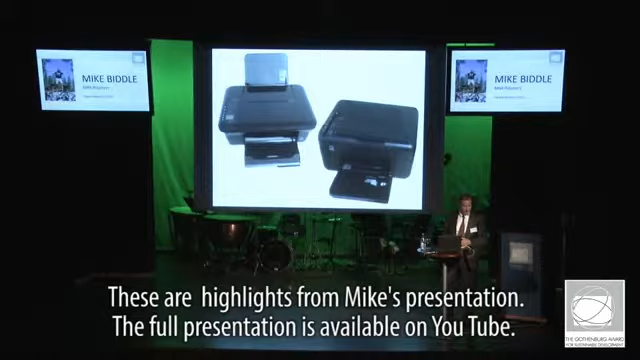 MIKE BIDDLE
MIKE BIDDLE
These are highlights from Mike's presentation.
The full presentation is available on You Tube.
THE GOTHENBURG AWARD
FOR SUSTAINABLE DEVELOPMENT